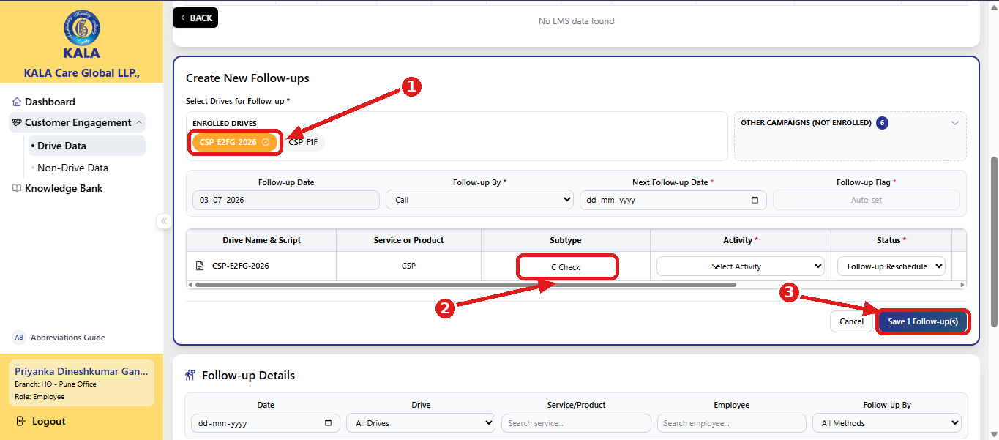 BACK
No LMS data found
KALA
KALA Care Global LLP.,
Dashboard
Customer Engagement
Drive Data
Non-Drive Data
Knowledge Bank
AB Abbreviations Guide
Priyanka Dineshkumar Gan...
Branch: HO - Pune Office
Role: Employee
Logout
Create New Follow-ups
1
Select Drives for Follow-up *
ENROLLED DRIVES
CSP-E2FG-2026
CSP-F1F
OTHER CAMPAIGNS (NOT ENROLLED) 6
Follow-up Date Follow-up By * Next Follow-up Date * Follow-up Flag *
03-07-2026 Call dd-mm-yyyy Auto-set
Drive Name & Script Service or Product Subtype Activity * Status *
CSP-E2FG-2026 CSP C Check Select Activity Follow-up Reschedule
2
3
Cancel Save 1 Follow-up(s)
Follow-up Details
Date Drive Service/Product Employee Follow-up By
dd-mm-yyyy All Drives Search service... Search employee... All Methods